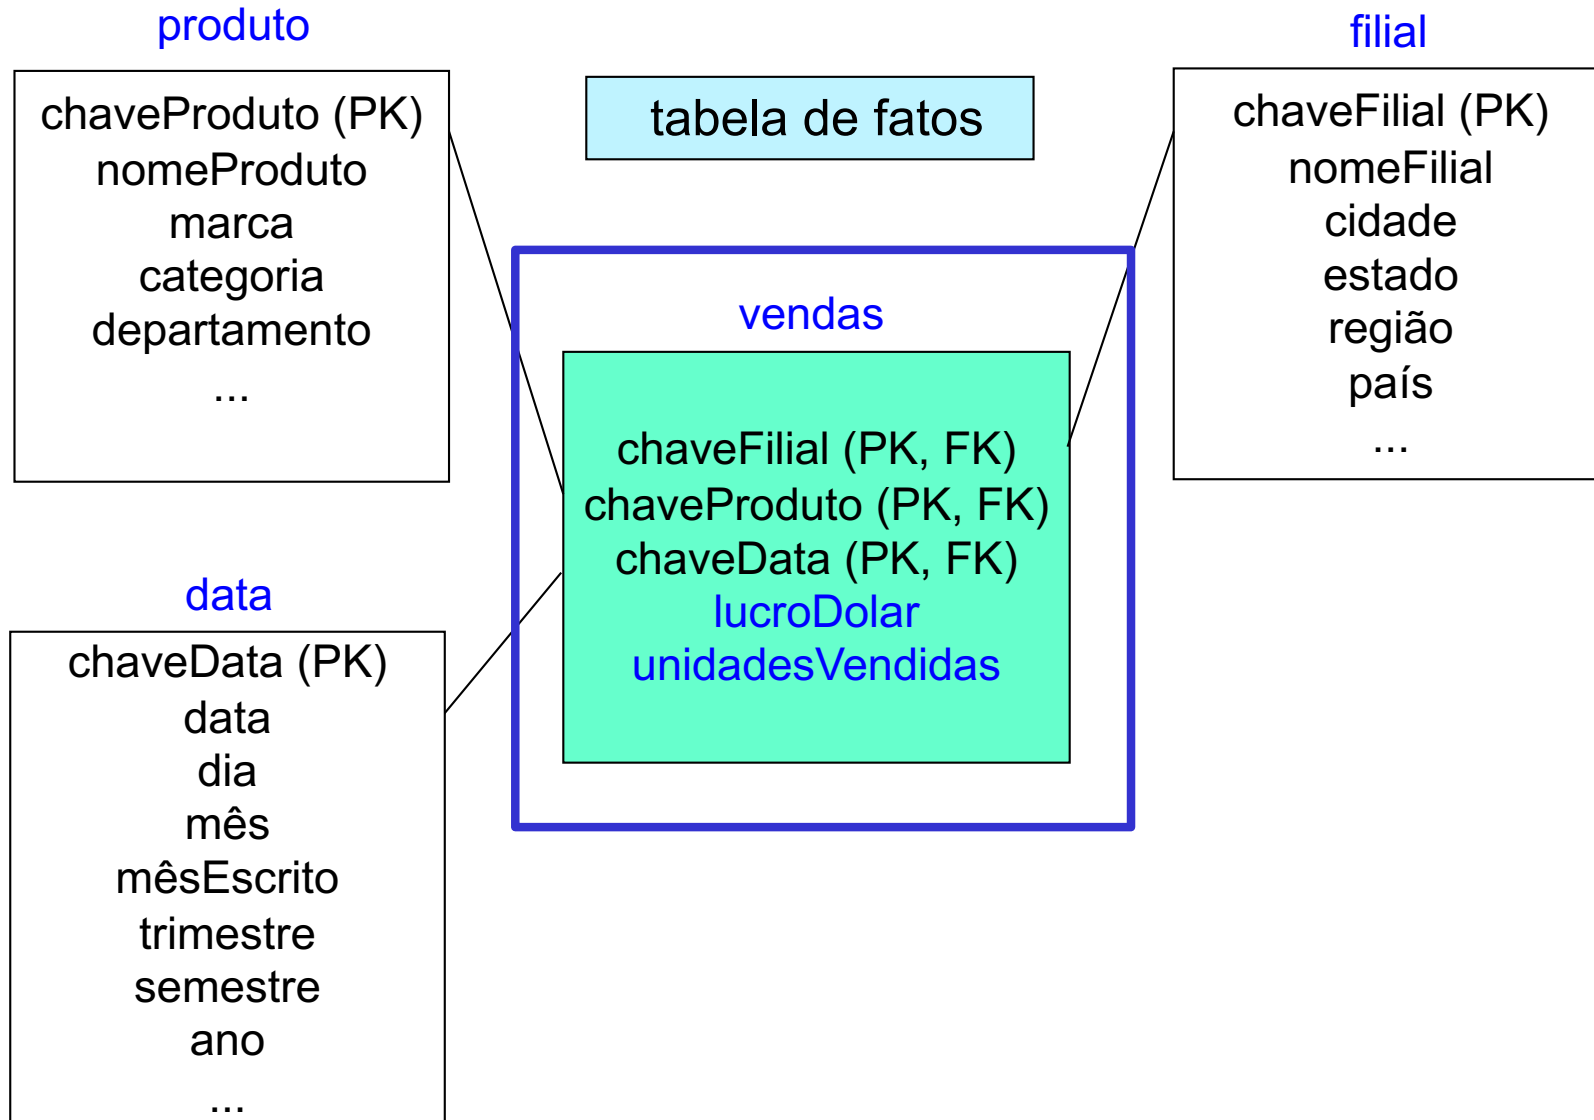 produto
chaveProduto (PK)
nomeProduto
marca
categoria
departamento
...
tabela de fatos
filial
chaveFilial (PK)
nomeFilial
cidade
estado
região
país
...
vendas
chaveFilial (PK, FK)
chaveProduto (PK, FK)
chaveData (PK, FK)
lucroDolar
unidadesVendidas
data
chaveData (PK)
data
dia
mês
mêsEscrito
trimestre
semestre
ano
...